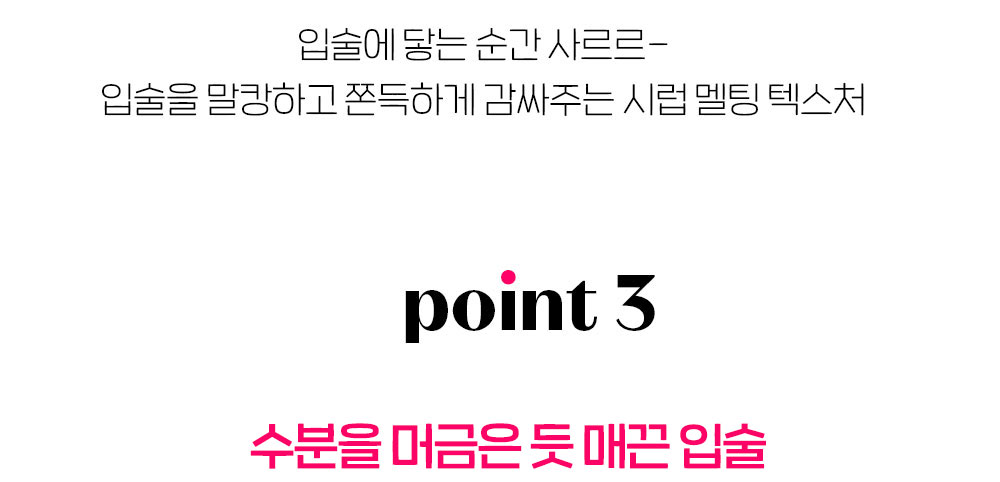 입술에 닿는 순간 사르르–
입술을 말캉하고 쫀득하게 감싸주는 시럽 멜팅 텍스처
point 3
수분을 머금은 듯 매끈 입술